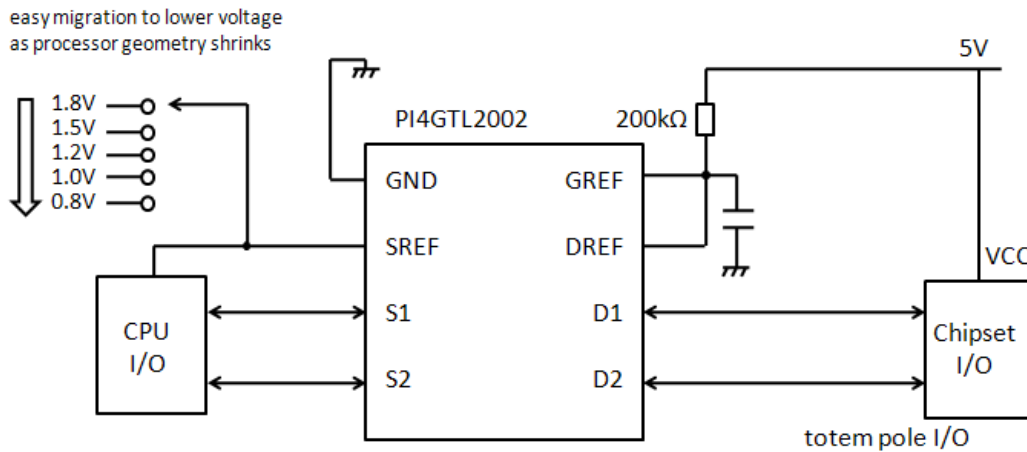 easy migration to lower voltage
as processor geometry shrinks
5V
1.8V
1.5V
1.2V
1.0V
0.8V
PI4GTL2002
200kΩ
GND
GREF
SREF
DREF
VCC
CPU
I/O
S1
D1
Chipset
I/O
S2
D2
totem pole I/O